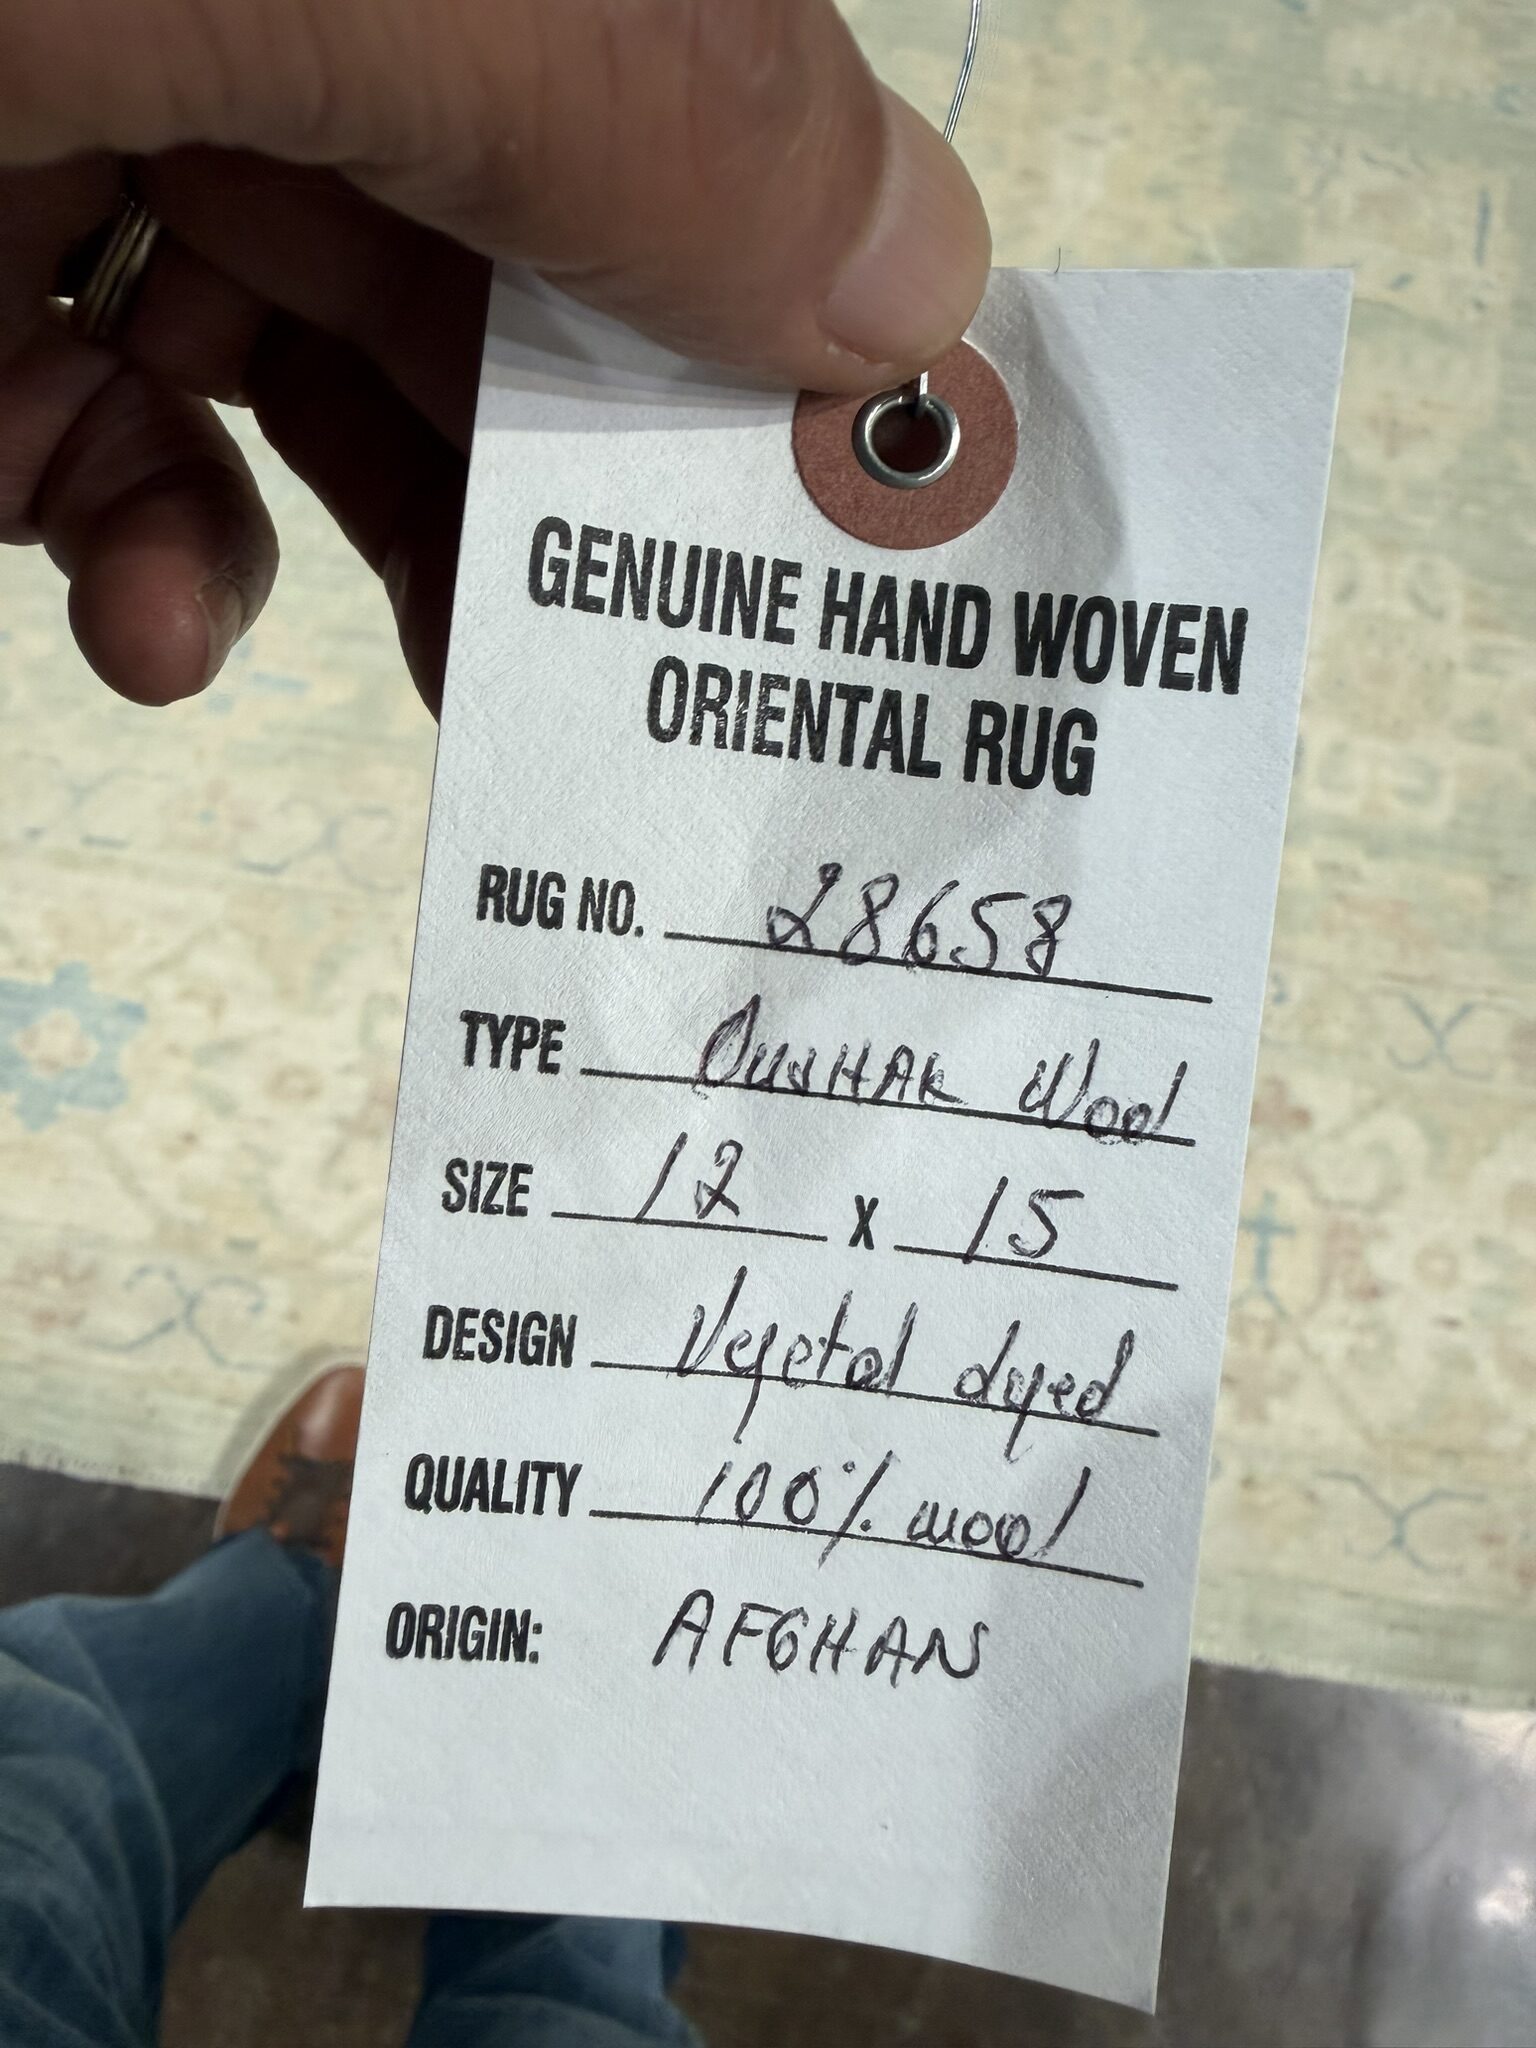 GENUINE HAND WOVEN
ORIENTAL RUG
RUG NO. 28658
TYPE OUSHAK Wool
SIZE 12 X 15
DESIGN Vegetal dyed
QUALITY 100% wool
ORIGIN: AFGHAN